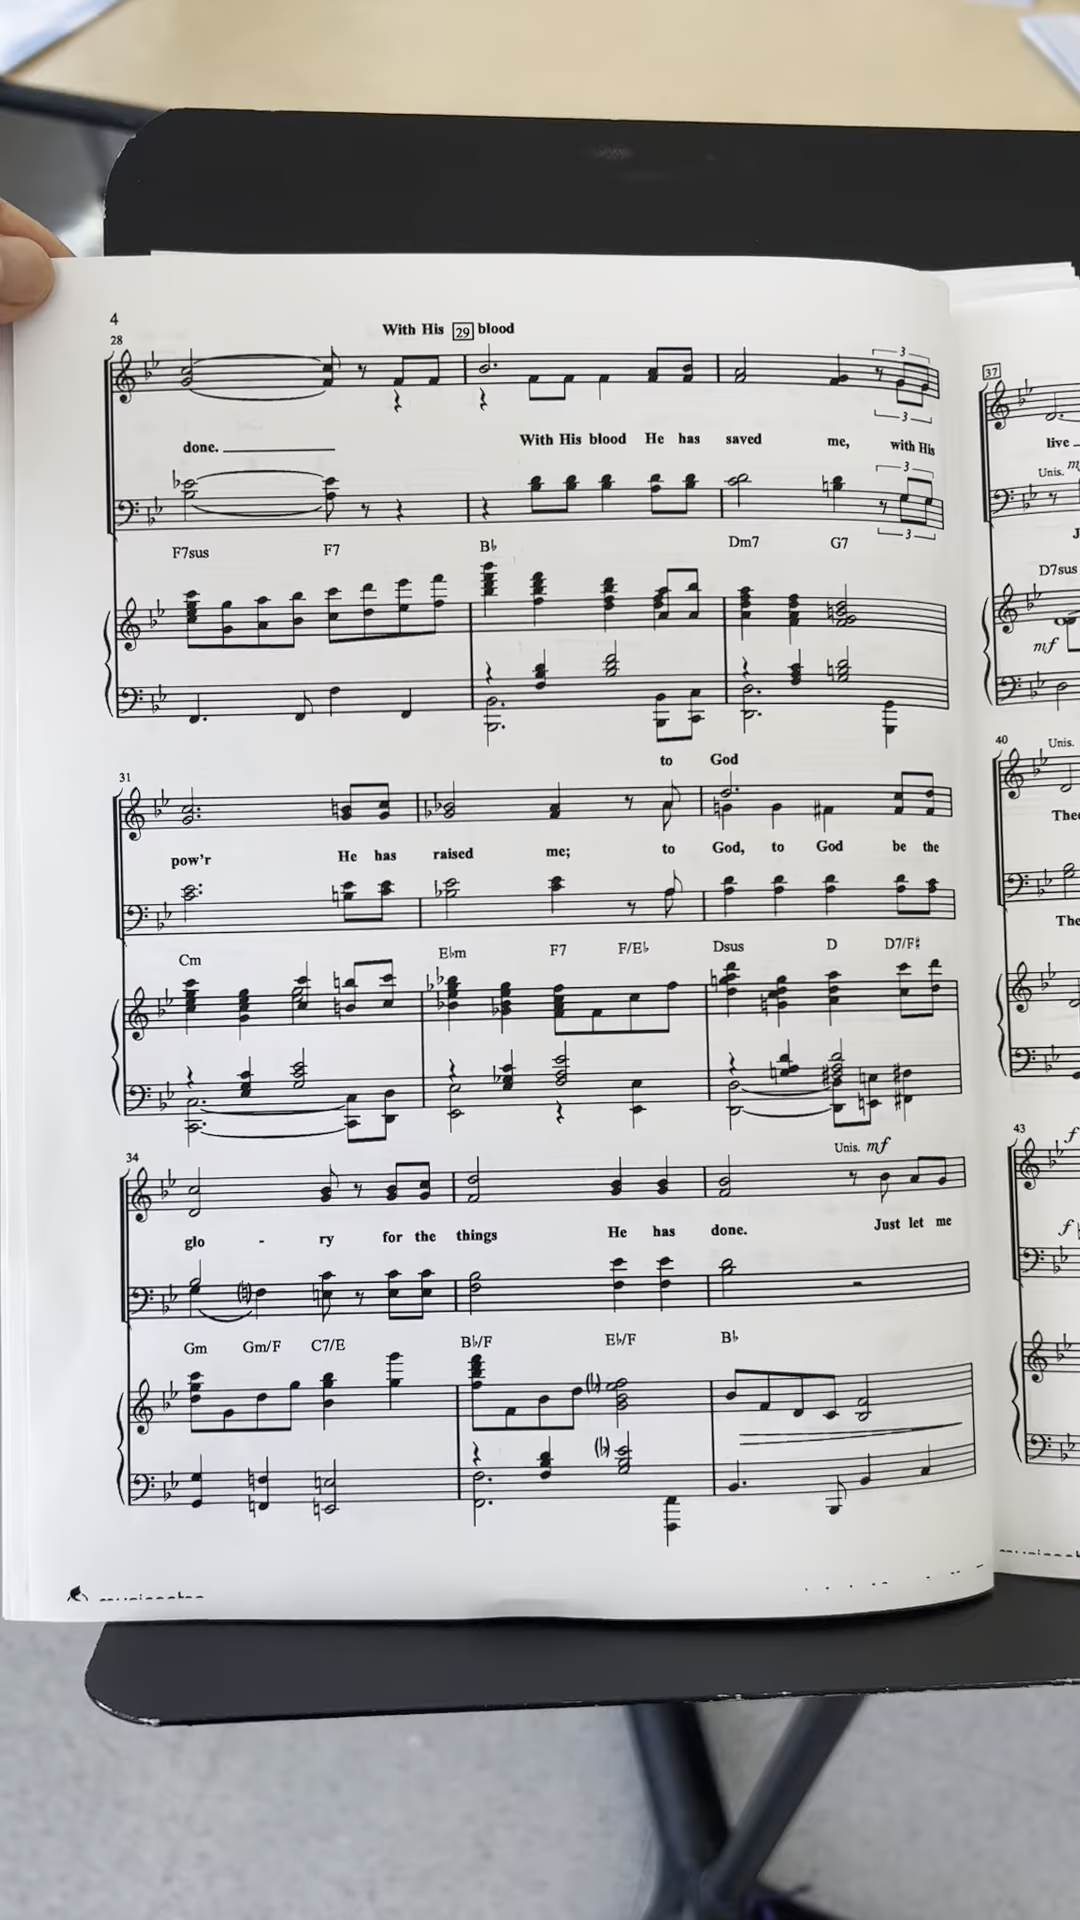 4
28
With His 29 blood
3
3
done. With His blood He has saved me, with His
3
3
F7sus F7 B♭ Dm7 G7
to God
31
pow'r He has raised me; to God, to God be the
Cm E♭m F7 F/E♭ Dsus D D7/F♯
34
Unis. mf
glo - ry for the things He has done. Just let me
Gm Gm/F C7/E B♭/F E♭/F B♭
37
live
Unis.
D7sus
mf
40
Unis.
43
f
f